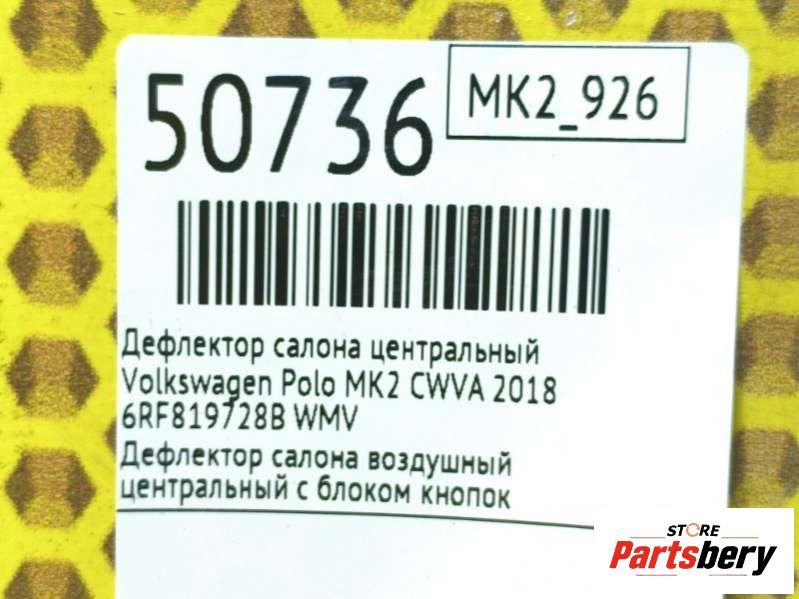 50736
MK2_926
Дефлектор салона центральный
Volkswagen Polo MK2 CWVA 2018
6RF819728B WMV
Дефлектор салона воздушный
центральный с блоком кнопок
STORE
Partsbery